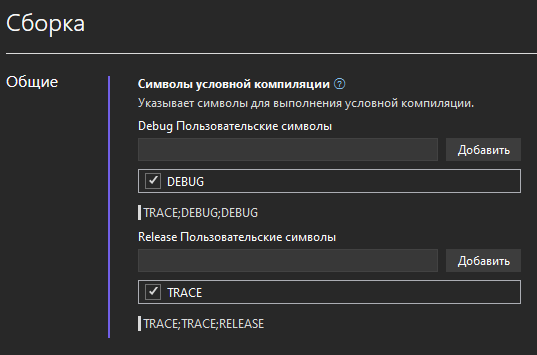 Сборка
Общие
Символы условной компиляции ?
Указывает символы для выполнения условной компиляции.
Debug Пользовательские символы
Добавить
DEBUG
TRACE;DEBUG;DEBUG
Release Пользовательские символы
Добавить
TRACE
TRACE;TRACE;RELEASE